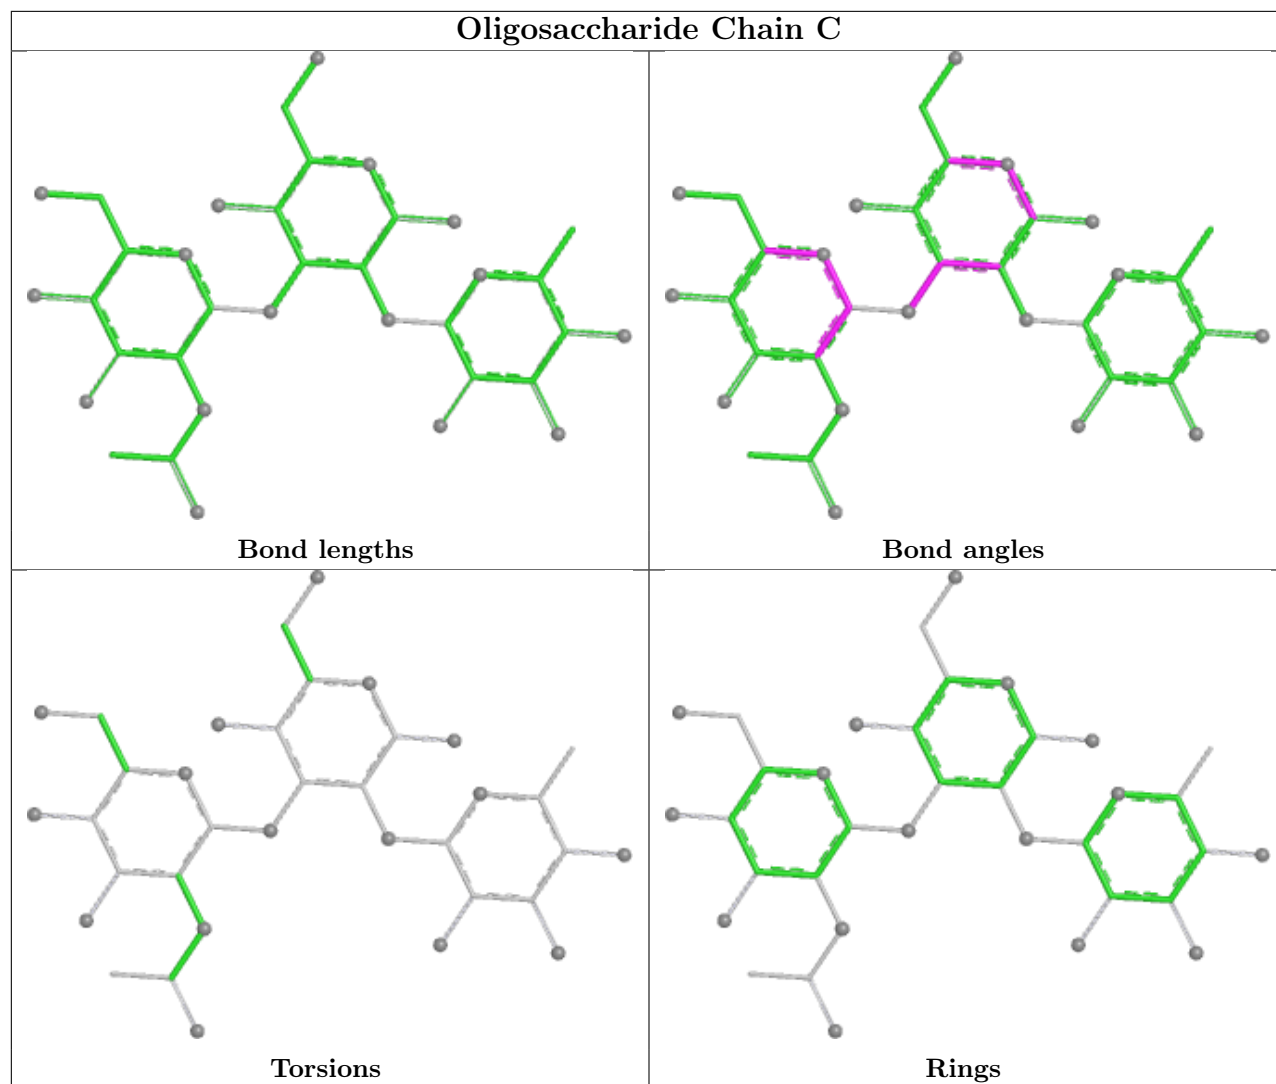 Oligosaccharide Chain C
Bond lengths
Bond angles
Torsions
Rings